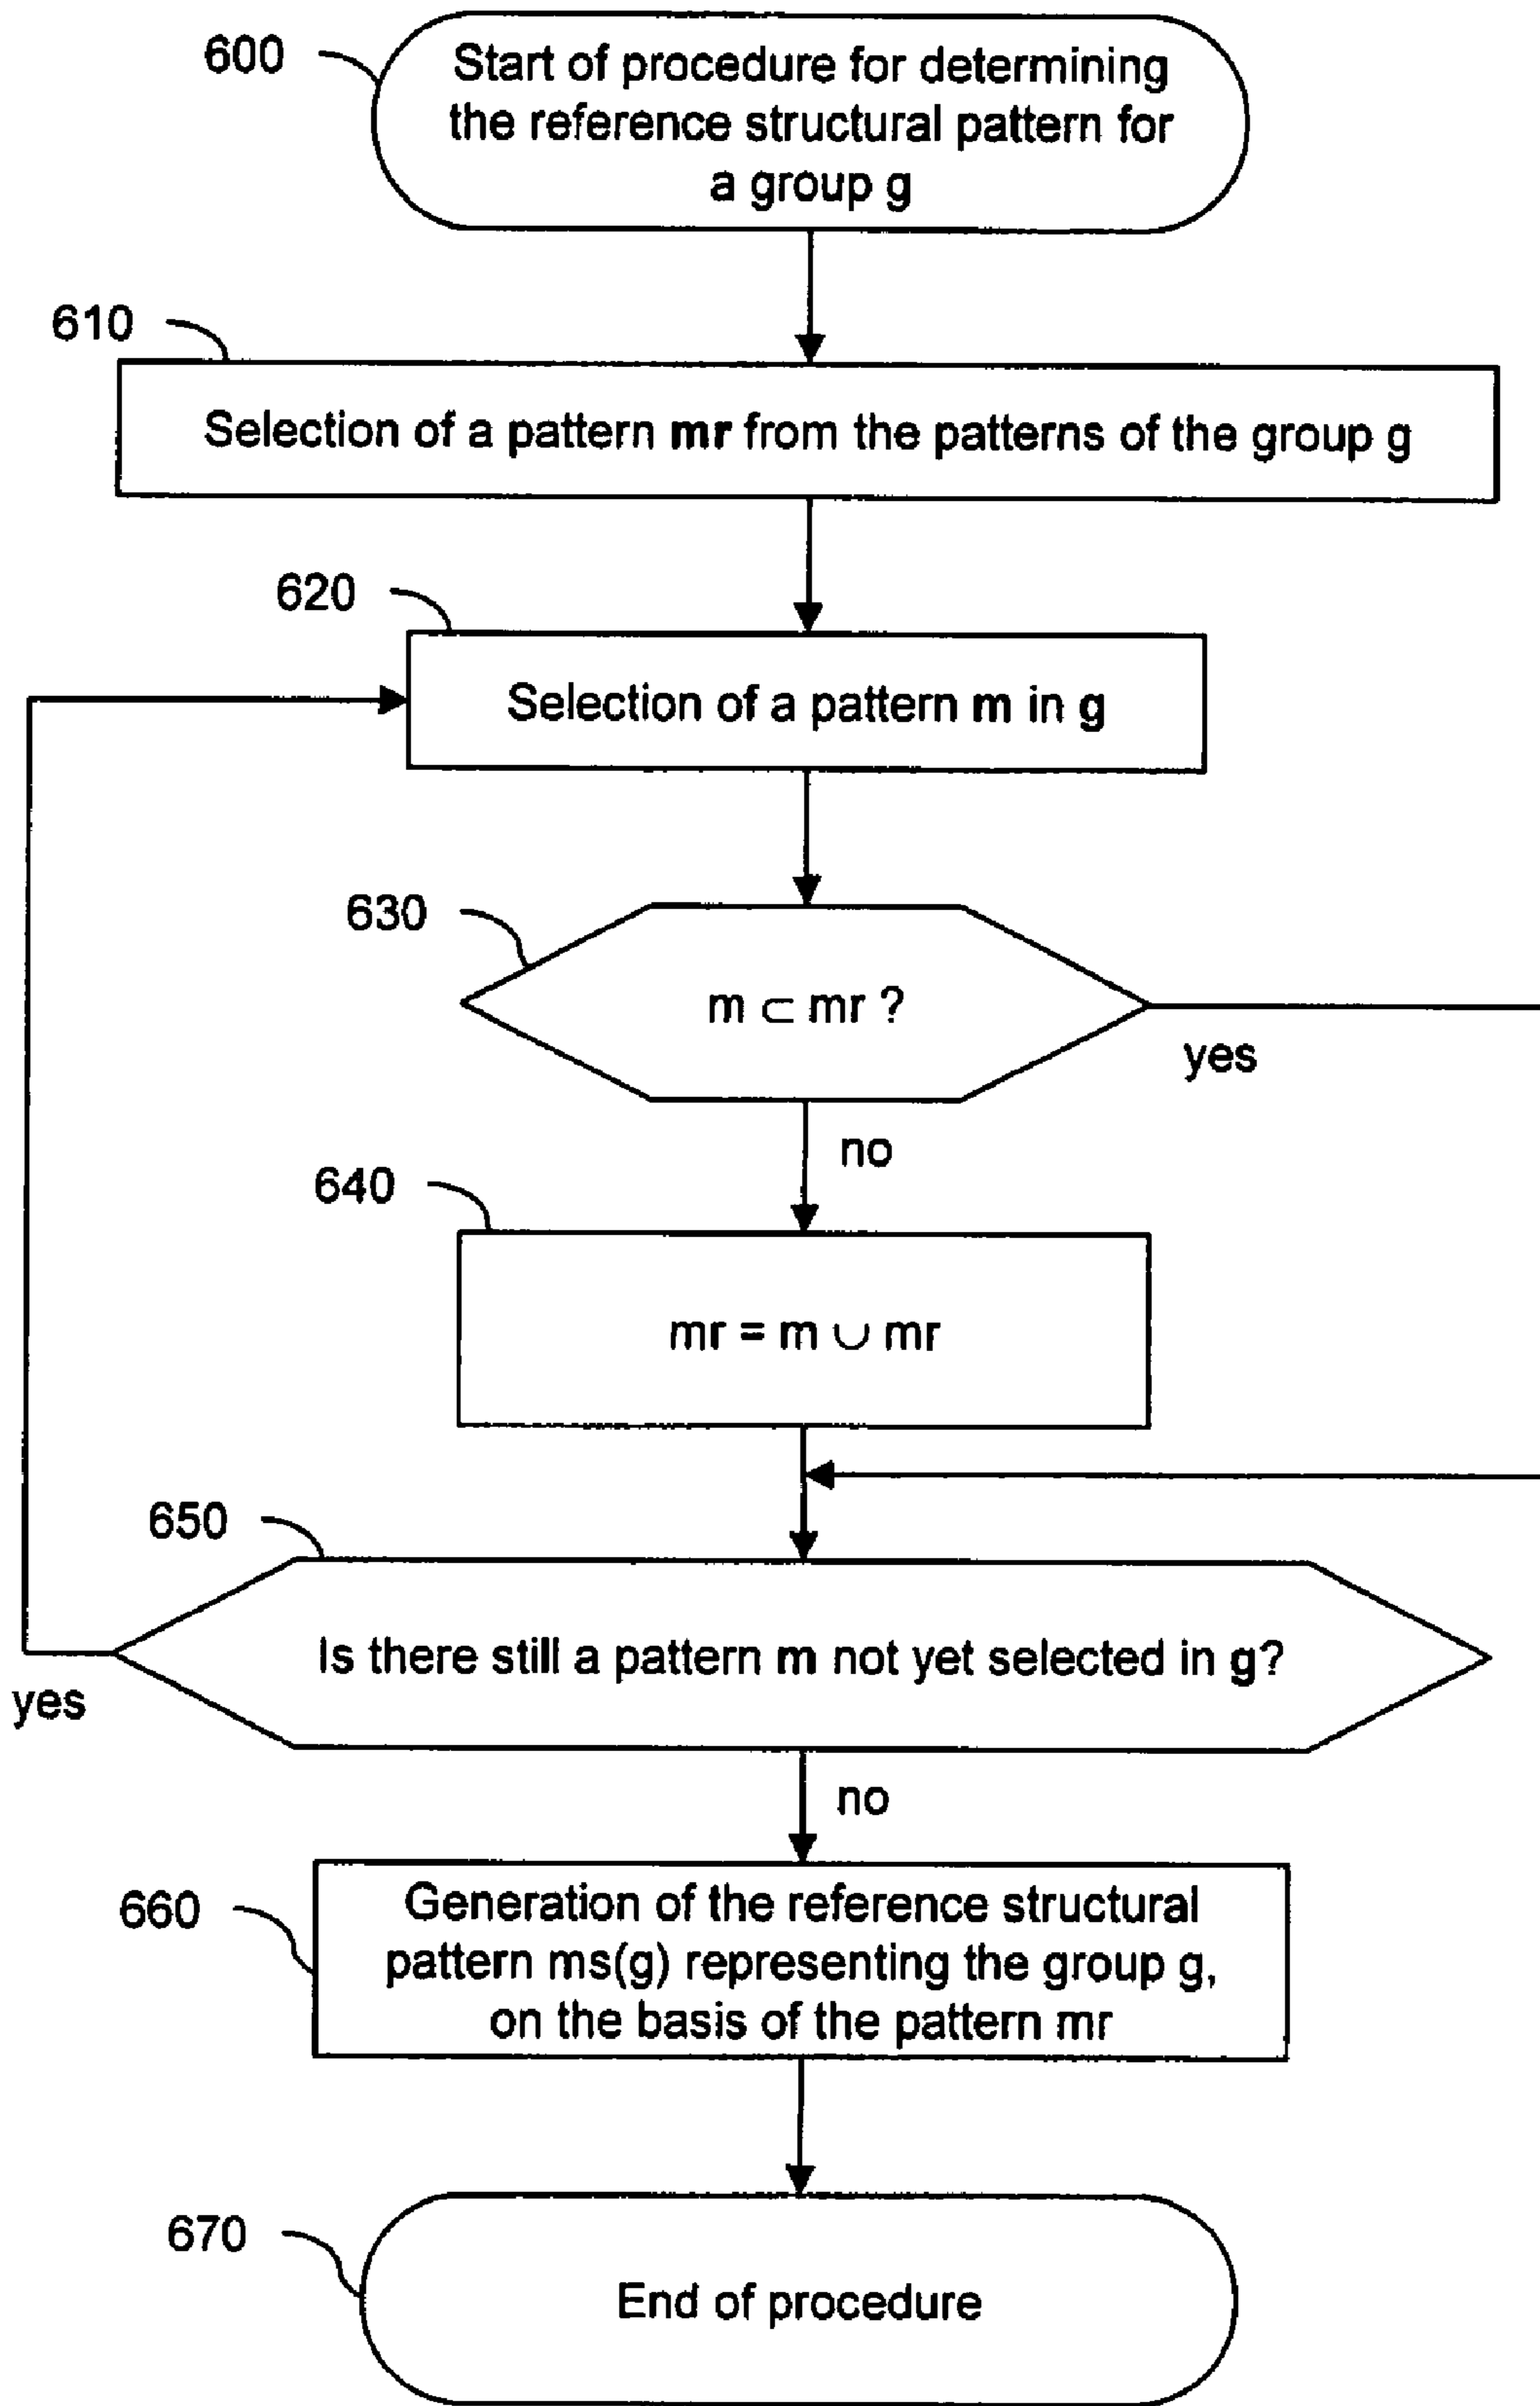 600
Start of procedure for determining
the reference structural pattern for
a group g
610
Selection of a pattern mr from the patterns of the group g
620
Selection of a pattern m in g
630
m ⊂ mr ?
yes
no
640
mr = m ∪ mr
650
Is there still a pattern m not yet selected in g?
yes
no
660
Generation of the reference structural
pattern ms(g) representing the group g,
on the basis of the pattern mr
670
End of procedure